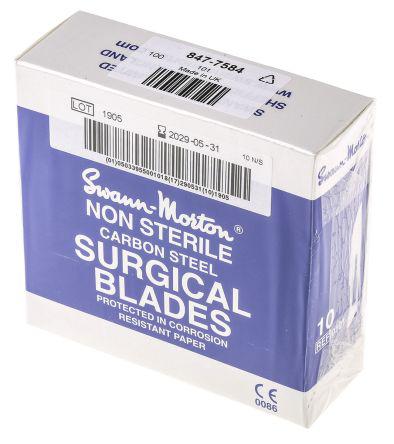 847-7584
100
101
Made in UK
LOT 1905
2029-05-31
10 N/S
(01)05033955001018(17)290531(10)1905
Swann-Morton®
NON STERILE
CARBON STEEL
SURGICAL
BLADES
PROTECTED IN CORROSION
RESISTANT PAPER
CE
0086
Swann-Morton
10